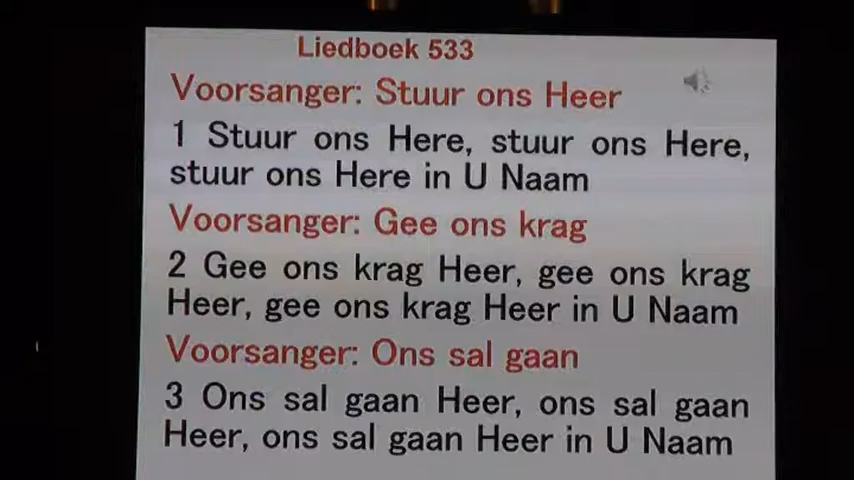 Liedboek 533
Voorsanger: Stuur ons Heer
1 Stuur ons Here, stuur ons Here,
stuur ons Here in U Naam
Voorsanger: Gee ons krag
2 Gee ons krag Heer, gee ons krag
Heer, gee ons krag Heer in U Naam
Voorsanger: Ons sal gaan
3 Ons sal gaan Heer, ons sal gaan
Heer, ons sal gaan Heer in U Naam